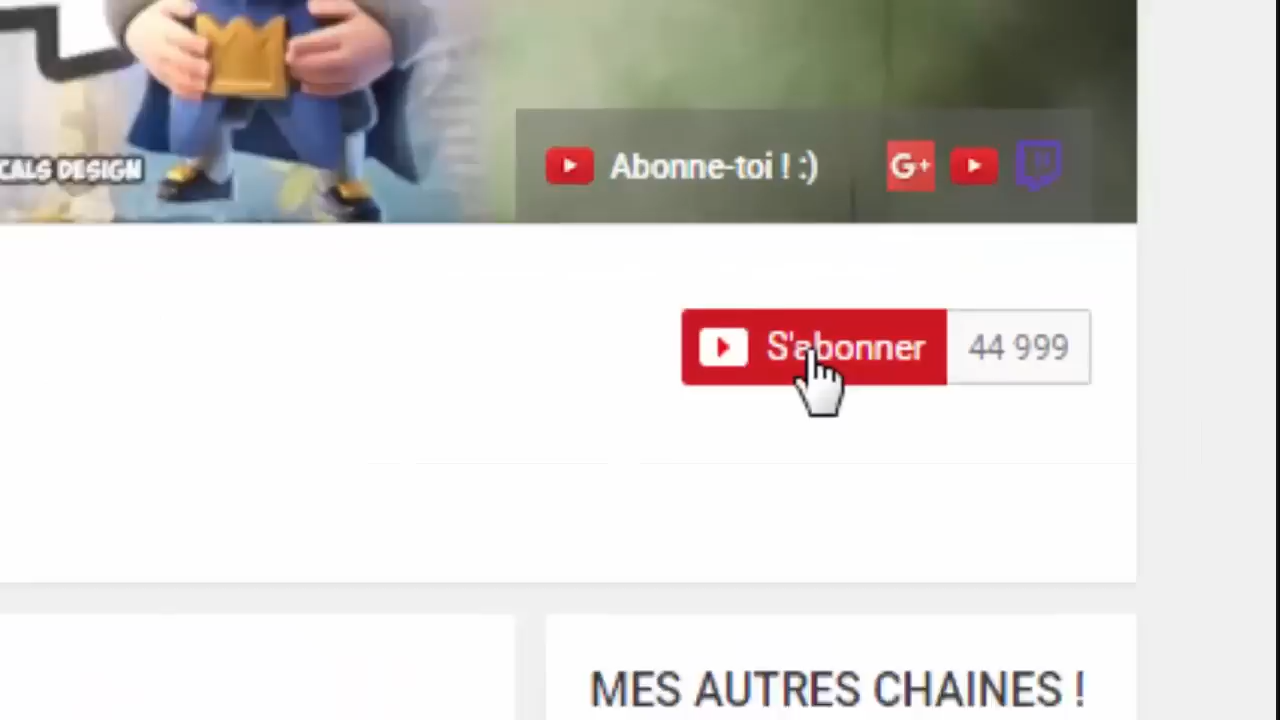 CALS DESIGN
Abonne-toi ! :)
G+
S'abonner
44 999
MES AUTRES CHAINES !